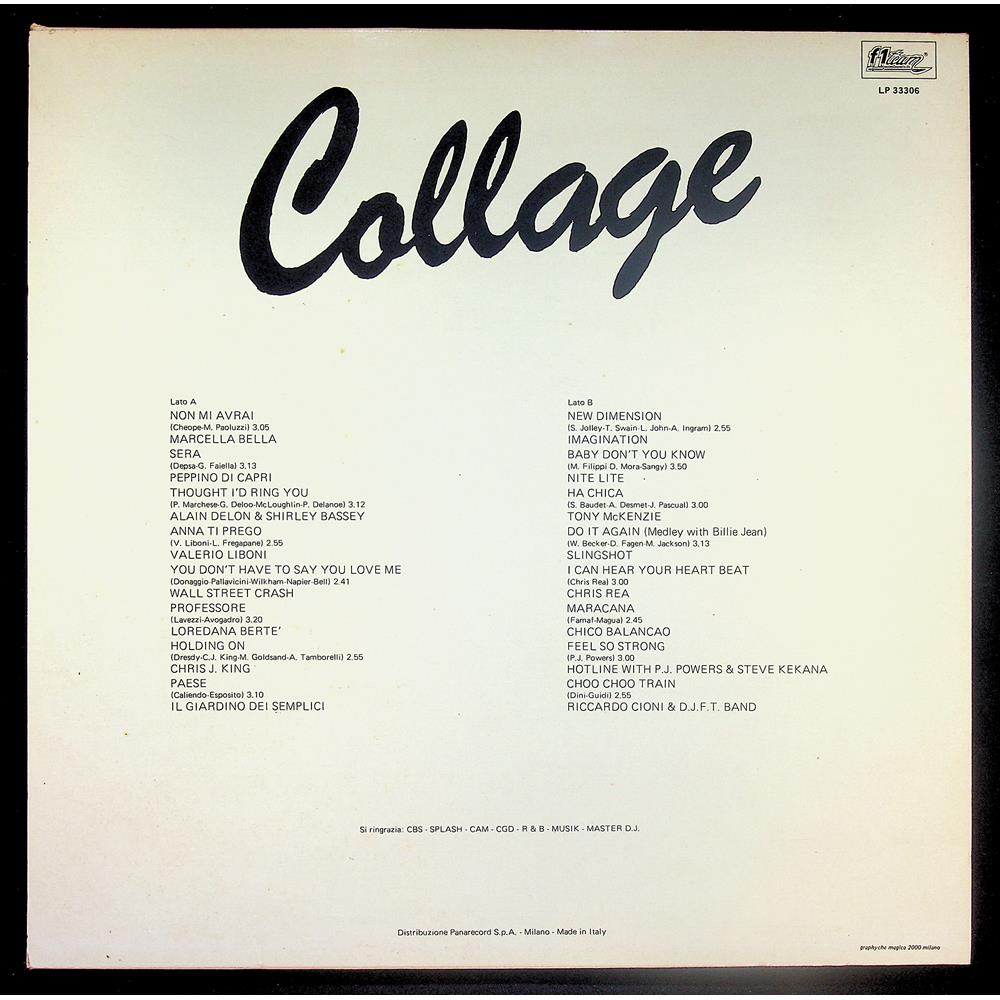 f1 team
LP 33306
Collage
Lato A
NON MI AVRAI
(Cheope-M. Paoluzzi) 3.05
MARCELLA BELLA
SERA
(Depsa-G. Faiella) 3.13
PEPPINO DI CAPRI
THOUGHT I'D RING YOU
(P. Marchese-G. Deloo-McLoughlin-P. Delanoe) 3.12
ALAIN DELON & SHIRLEY BASSEY
ANNA TI PREGO
(V. Liboni-L. Fregapane) 2.55
VALERIO LIBONI
YOU DON'T HAVE TO SAY YOU LOVE ME
(Donaggio-Pallavicini-Wilkham-Napier-Bell) 2.41
WALL STREET CRASH
PROFESSORE
(Lavezzi-Avogadro) 3.20
LOREDANA BERTE'
HOLDING ON
(Dresdy-C.J. King-M. Goldsand-A. Tamborelli) 2.55
CHRIS J. KING
PAESE
(Caliendo-Esposito) 3.10
IL GIARDINO DEI SEMPLICI
Lato B
NEW DIMENSION
(S. Jolley-T. Swain-L. John-A. Ingram) 2.55
IMAGINATION
BABY DON'T YOU KNOW
(M. Filippi D. Mora-Sangy) 3.50
NITE LITE
HA CHICA
(S. Baudet-A. Desmet-J. Pascual) 3.00
TONY McKENZIE
DO IT AGAIN (Medley with Billie Jean)
(W. Becker-D. Fagen-M. Jackson) 3,13
SLINGSHOT
I CAN HEAR YOUR HEART BEAT
(Chris Rea) 3.00
CHRIS REA
MARACANA
(Famaf-Magua) 2.45
CHICO BALANCAO
FEEL SO STRONG
(P.J. Powers) 3.00
HOTLINE WITH P.J. POWERS & STEVE KEKANA
CHOO CHOO TRAIN
(Dini-Guidi) 2.55
RICCARDO CIONI & D.J.F.T. BAND
Si ringrazia: CBS - SPLASH - CAM - CGD - R & B - MUSIK - MASTER D.J.
Distribuzione Panarecord S.p.A. - Milano - Made in Italy
graphyche magica 2000 milano